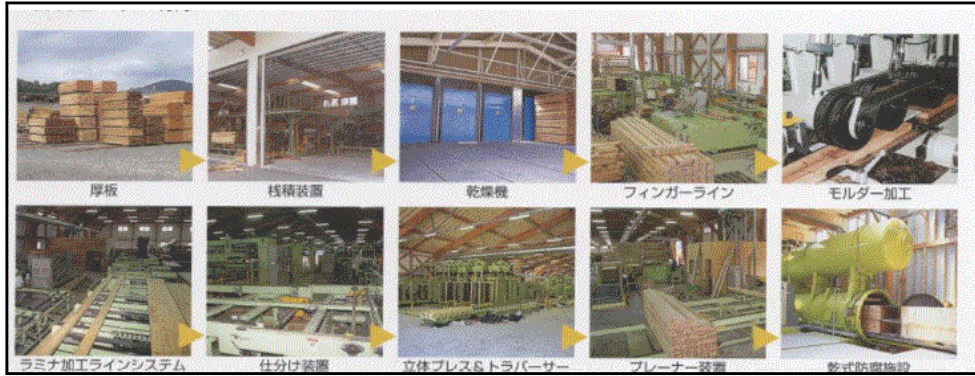 厚板
桟積装置
乾燥機
フィンガーライン
モルダー加工
ラミナ加工ラインシステム
仕分け装置
立体プレス&トラバーサー
プレーナー装置
乾式防腐施設